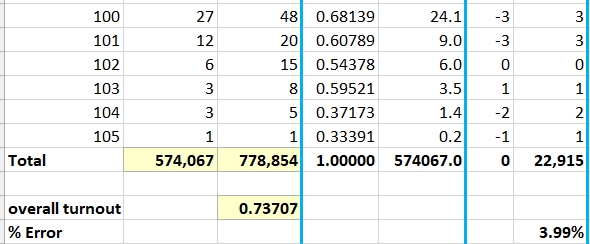 100 27 48 0.68139 24.1 -3 3
101 12 20 0.60789 9.0 -3 3
102 6 15 0.54378 6.0 0 0
103 3 8 0.59521 3.5 1 1
104 3 5 0.37173 1.4 -2 2
105 1 1 0.33391 0.2 -1 1
Total 574,067 778,854 1.00000 574067.0 0 22,915
overall turnout 0.73707
% Error 3.99%